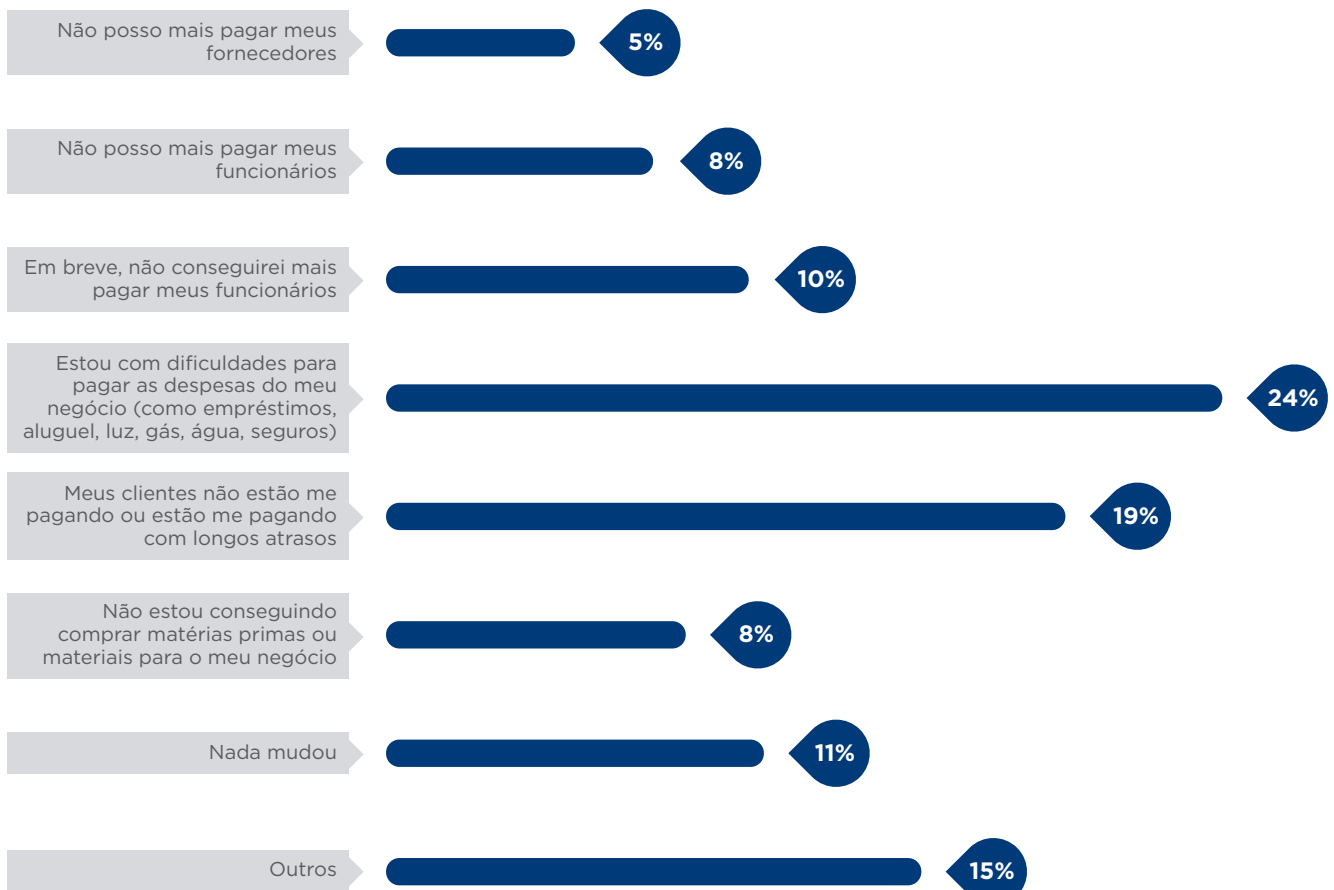 Não posso mais pagar meus
fornecedores
5%
Não posso mais pagar meus
funcionários
8%
Em breve, não conseguirei mais
pagar meus funcionários
10%
Estou com dificuldades para
pagar as despesas do meu
negócio (como empréstimos,
aluguel, luz, gás, água, seguros)
24%
Meus clientes não estão me
pagando ou estão me pagando
com longos atrasos
19%
Não estou conseguindo
comprar matérias primas ou
materiais para o meu negócio
8%
Nada mudou
11%
Outros
15%